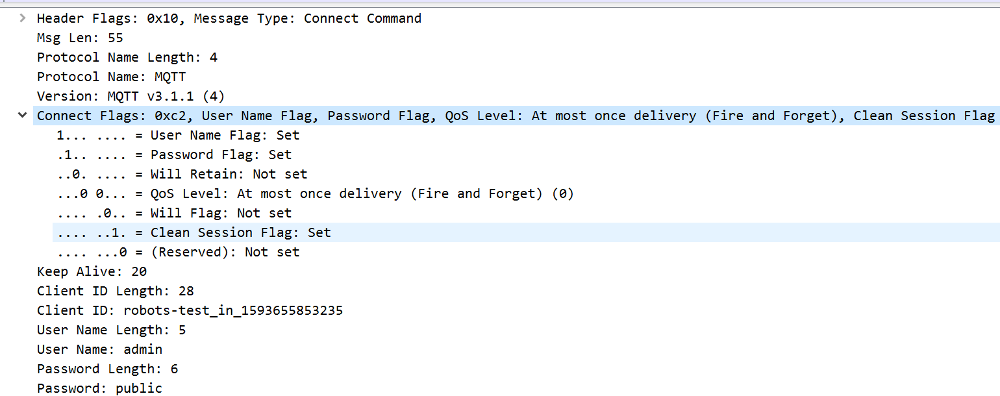 Header Flags: 0x10, Message Type: Connect Command
Msg Len: 55
Protocol Name Length: 4
Protocol Name: MQTT
Version: MQTT v3.1.1 (4)
Connect Flags: 0xc2, User Name Flag, Password Flag, QoS Level: At most once delivery (Fire and Forget), Clean Session Flag
1... .... = User Name Flag: Set
.1.. .... = Password Flag: Set
..0. .... = Will Retain: Not set
...0 0... = QoS Level: At most once delivery (Fire and Forget) (0)
.... .0.. = Will Flag: Not set
.... ..1. = Clean Session Flag: Set
.... ...0 = (Reserved): Not set
Keep Alive: 20
Client ID Length: 28
Client ID: robots-test_in_1593655853235
User Name Length: 5
User Name: admin
Password Length: 6
Password: public